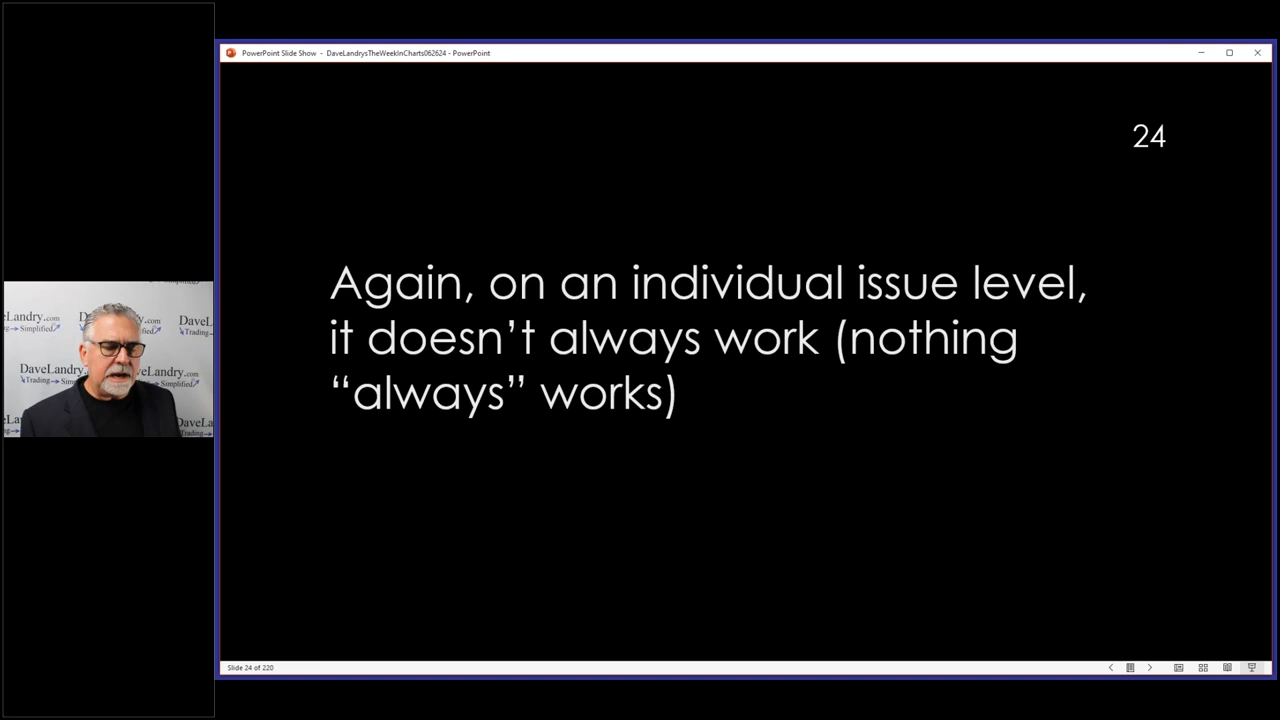 PowerPoint Slide Show - DaveLandrysTheWeekInCharts062624 - PowerPoint
24
Again, on an individual issue level,
it doesn’t always work (nothing
“always” works)
DaveLandry.com
Trading Simplified
Slide 24 of 220